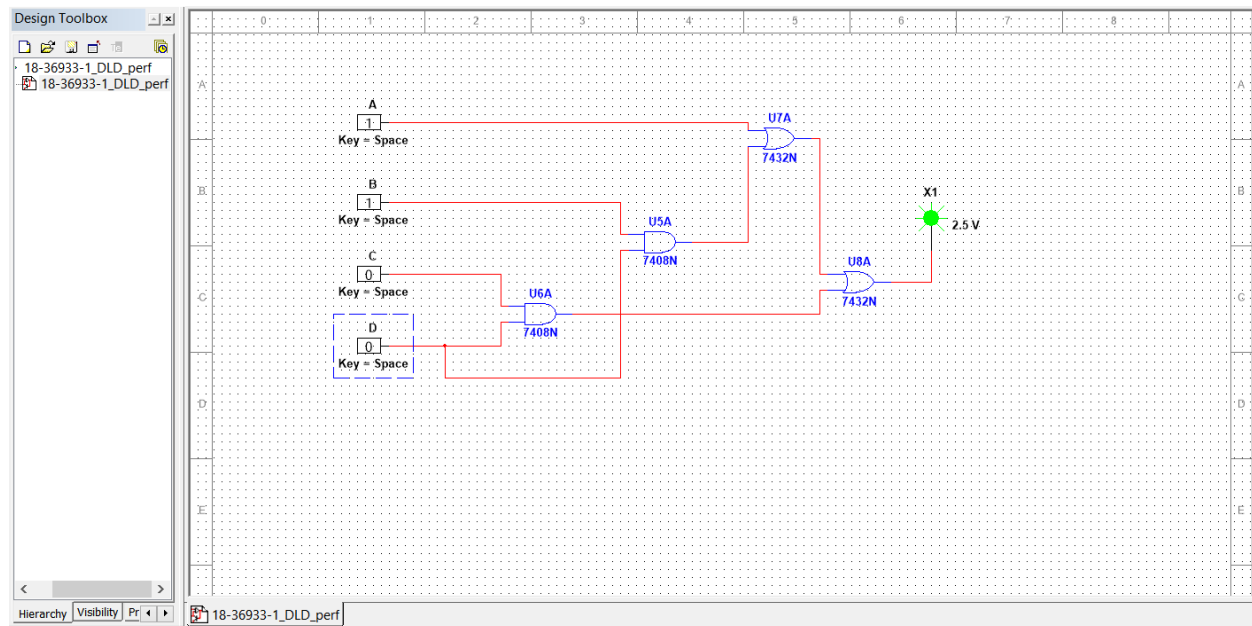 Design Toolbox
18-36933-1_DLD_perf
18-36933-1_DLD_perf
0 1 2 3 4 5 6 7 8
A A
A
1
Key = Space
U7A
7432N
B B
B
1
Key = Space
X1
2.5 V
U5A
7408N
C
0
Key = Space
U8A
7432N
C C
U6A
7408N
D
0
Key = Space
D D
E E
Hierarchy Visibility Pr
18-36933-1_DLD_perf